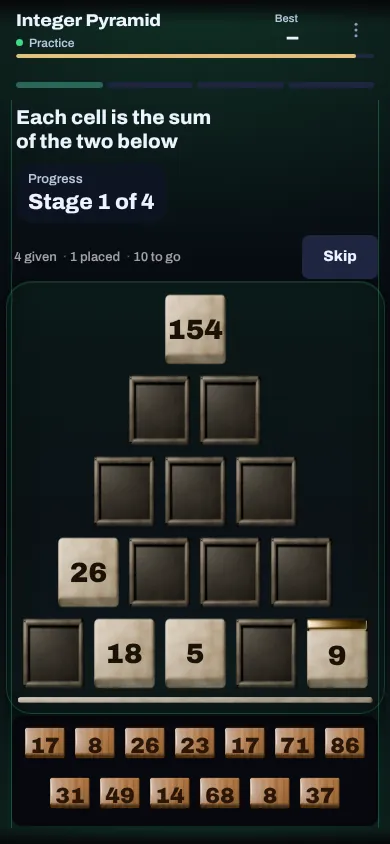 Integer Pyramid
Best
Practice
–
Each cell is the sum
of the two below
Progress
Stage 1 of 4
4 given · 1 placed · 10 to go
Skip
154
26
18 5 9
17 8 26 23 17 71 86
31 49 14 68 8 37